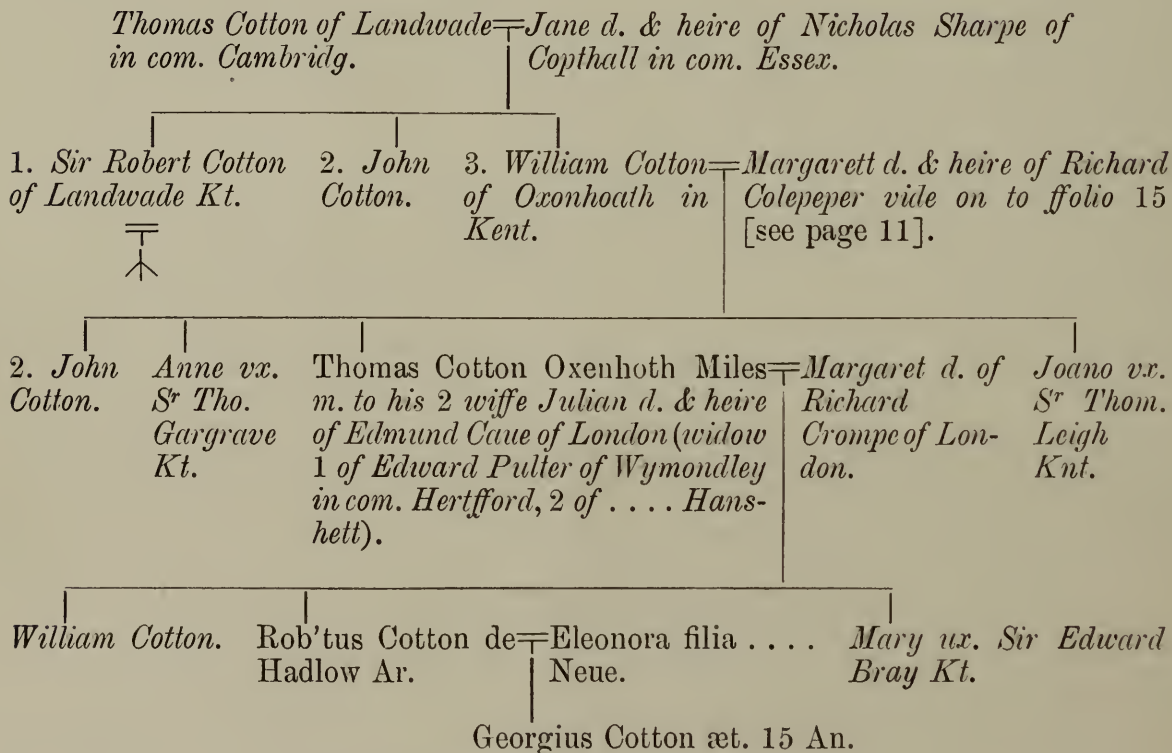 Thomas Cotton of Landwade
in com. Cambridg.
Jane d. & heire of Nicholas Sharpe of
Copthall in com. Essex.
1. Sir Robert Cotton
of Landwade Kt.
2. John
Cotton.
3. William Cotton
of Oxonhoath in
Kent.
Margarett d. & heire of Richard
Colepeper vide on to ffolio 15
[see page 11].
2. John
Cotton.
Anne vx.
Sr Tho.
Gargrave
Kt.
Thomas Cotton Oxenhoth Miles
m. to his 2 wiffe Julian d. & heire
of Edmund Caue of London (widow
1 of Edward Pulter of Wymondley
in com. Hertfford, 2 of . . . . Hans-
hett).
Margaret d. of
Richard
Crompe of Lon-
don.
Joano vx.
Sr Thom.
Leigh
Knt.
William Cotton.
Rob'tus Cotton de
Hadlow Ar.
Eleonora filia . . . .
Neue.
Mary ux. Sir Edward
Bray Kt.
Georgius Cotton æt. 15 An.